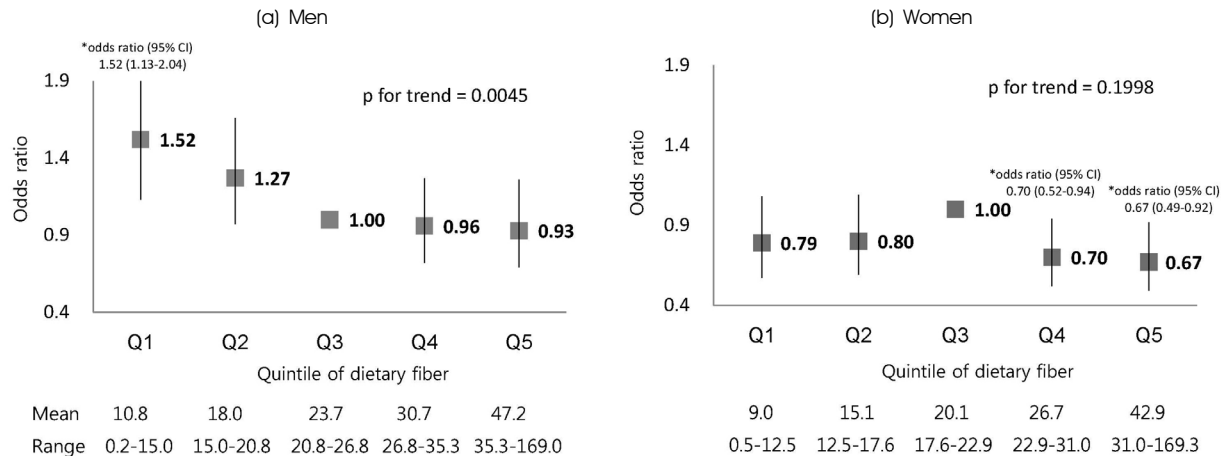 (a) Men
*odds ratio (95% CI)
1.52 (1.13-2.04)
p for trend = 0.0045
Odds ratio
1.9
1.4
0.9
0.4
1.52
1.27
1.00
0.96
0.93
Q1 Q2 Q3 Q4 Q5
Quintile of dietary fiber
Mean 10.8 18.0 23.7 30.7 47.2
Range 0.2-15.0 15.0-20.8 20.8-26.8 26.8-35.3 35.3-169.0
(b) Women
p for trend = 0.1998
Odds ratio
1.9
1.4
0.9
0.4
*odds ratio (95% CI)
0.70 (0.52-0.94)
*odds ratio (95% CI)
0.67 (0.49-0.92)
0.79
0.80
1.00
0.70
0.67
Q1 Q2 Q3 Q4 Q5
Quintile of dietary fiber
9.0 15.1 20.1 26.7 42.9
0.5-12.5 12.5-17.6 17.6-22.9 22.9-31.0 31.0-169.3